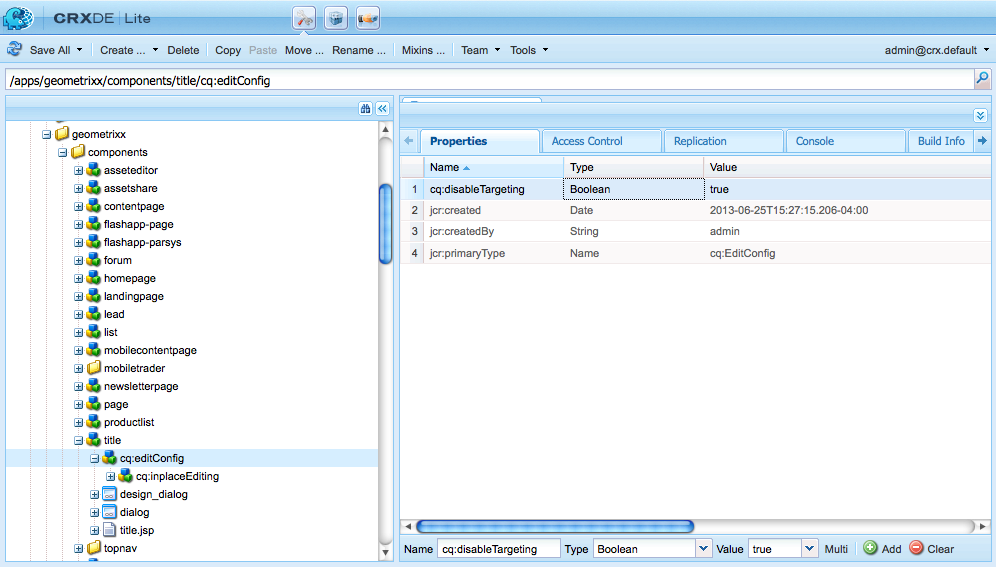 CRXDE | Lite
Save All Create ... Delete Copy Paste Move ... Rename ... Mixins ... Team Tools admin@crx.default
/apps/geometrixx/components/title/cq:editConfig
geometrixx
components
asseteditor
assetshare
contentpage
flashapp-page
flashapp-parsys
forum
homepage
landingpage
lead
list
mobilecontentpage
mobiletrader
newsletterpage
page
productlist
title
cq:editConfig
cq:inplaceEditing
design_dialog
dialog
title.jsp
topnav
Properties Access Control Replication Console Build Info
Name Type Value
1 cq:disableTargeting Boolean true
2 jcr:created Date 2013-06-25T15:27:15.206-04:00
3 jcr:createdBy String admin
4 jcr:primaryType Name cq:EditConfig
Name cq:disableTargeting Type Boolean Value true Multi Add Clear